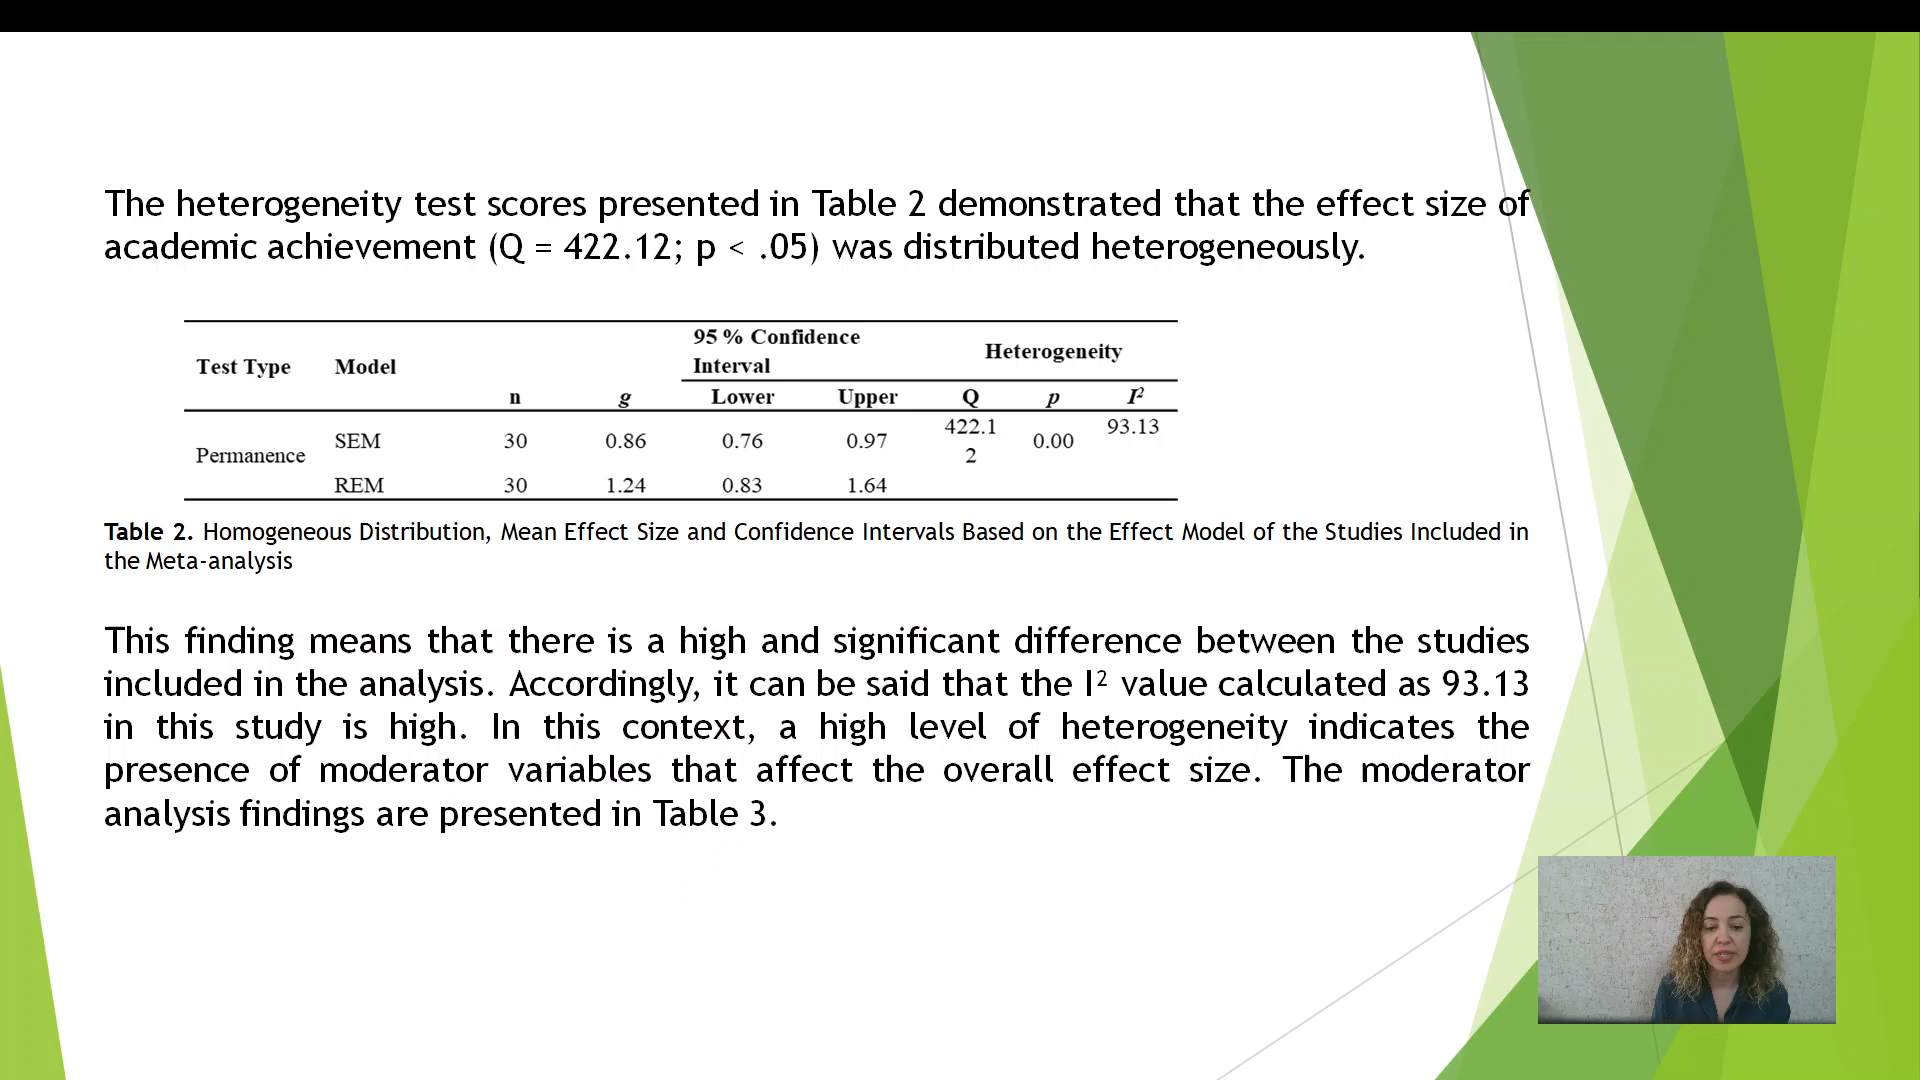 The heterogeneity test scores presented in Table 2 demonstrated that the effect size of
academic achievement (Q = 422.12; p < .05) was distributed heterogeneously.
Test Type Model n g 95 % Confidence Interval Heterogeneity
Lower Upper Q p I²
Permanence SEM 30 0.86 0.76 0.97 422.12 0.00 93.13
REM 30 1.24 0.83 1.64
Table 2. Homogeneous Distribution, Mean Effect Size and Confidence Intervals Based on the Effect Model of the Studies Included in
the Meta-analysis
This finding means that there is a high and significant difference between the studies
included in the analysis. Accordingly, it can be said that the I² value calculated as 93.13
in this study is high. In this context, a high level of heterogeneity indicates the
presence of moderator variables that affect the overall effect size. The moderator
analysis findings are presented in Table 3.